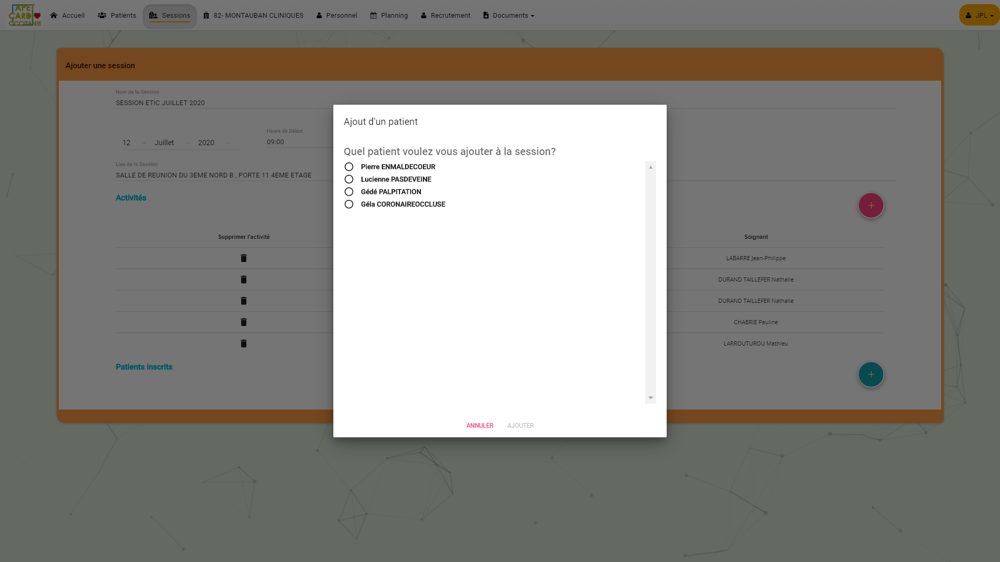 APET
CARDIO
OCCITANIE
Accueil
Patients
Sessions
82- MONTAUBAN CLINIQUES
Personnel
Planning
Recrutement
Documents
JPL
Ajouter une session
Nom de la Session
SESSION ETIC JUILLET 2020
12 Juillet 2020
Heure de Début
09:00
Lieu de la Session
SALLE DE REUNION DU 3EME NORD B , PORTE 11 4EME ETAGE
Activités
Supprimer l'activité
Soignant
LABARRE Jean-Philippe
DURAND TAILLEFER Nathalie
DURAND TAILLEFER Nathalie
CHABRIE Pauline
LARROUTUROU Mathieu
Patients inscrits
Ajout d'un patient
Quel patient voulez vous ajouter à la session?
Pierre ENMALDECOEUR
Lucienne PASDEVEINE
Gédé PALPITATION
Géla CORONAIREOCCLUSE
ANNULER
AJOUTER